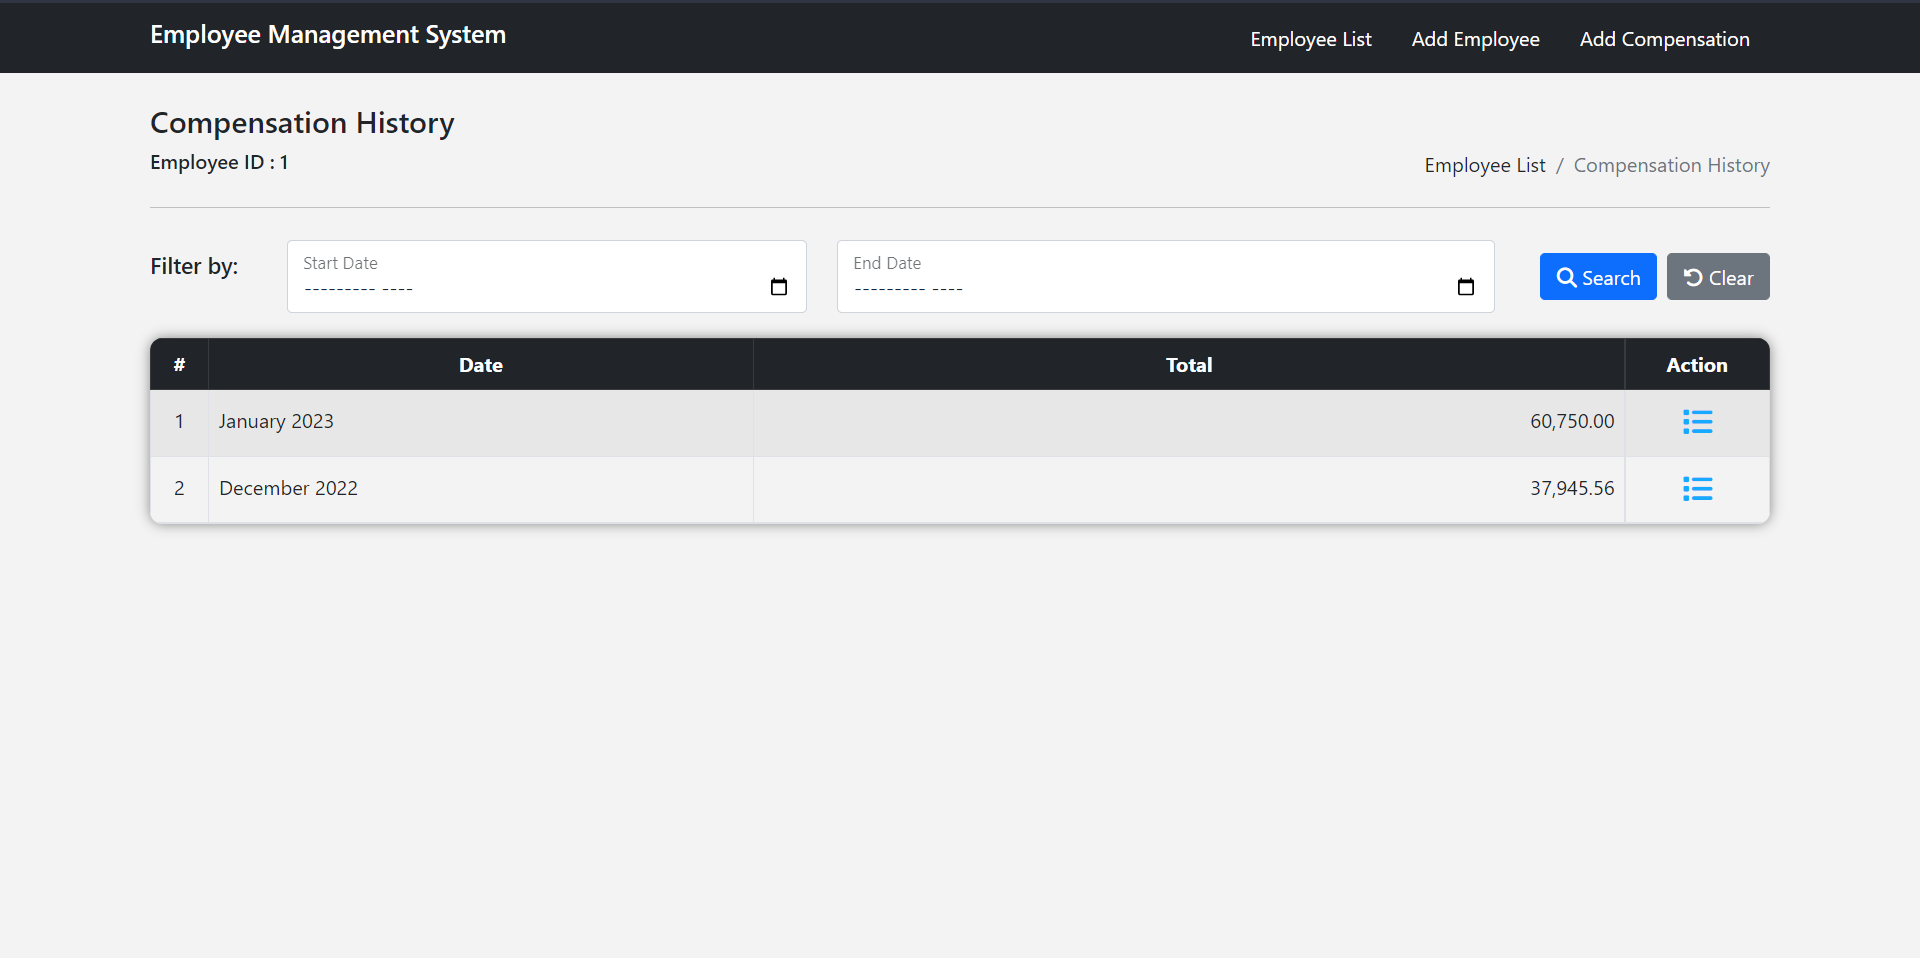 Employee Management System
Employee List Add Employee Add Compensation
Compensation History
Employee ID : 1
Employee List / Compensation History
Filter by:
Start Date
--------- ----
End Date
--------- ----
Search
Clear
# Date Total Action
1 January 2023 60,750.00
2 December 2022 37,945.56